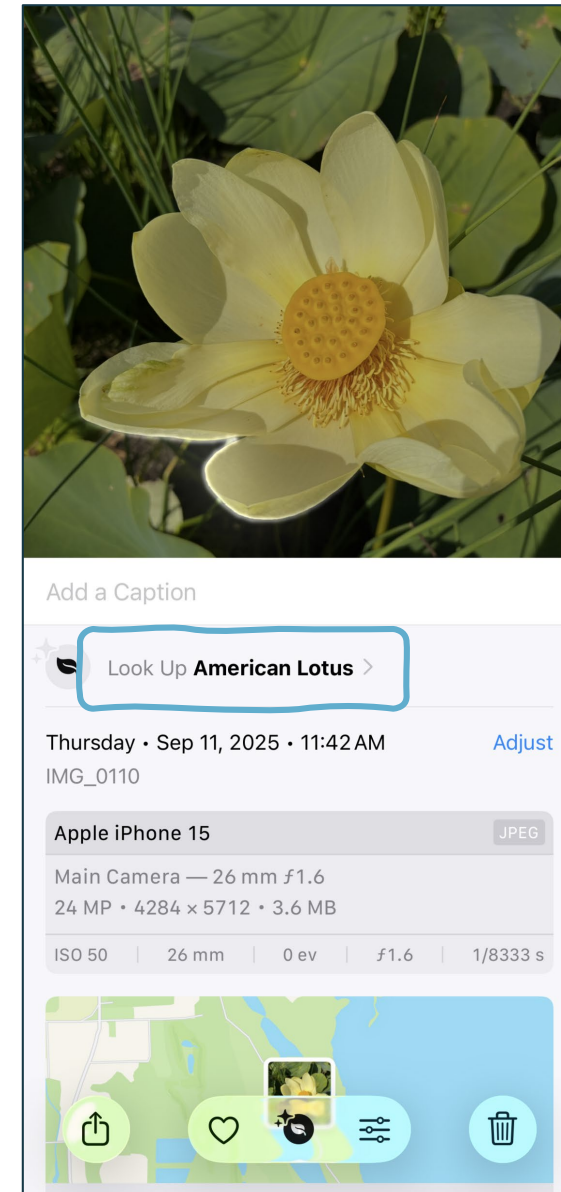 Add a Caption
Look Up American Lotus >
Thursday • Sep 11, 2025 • 11:42 AM
Adjust
IMG_0110
Apple iPhone 15
JPEG
Main Camera — 26 mm ƒ1.6
24 MP • 4284 × 5712 • 3.6 MB
ISO 50 | 26 mm | 0 ev | ƒ1.6 | 1/8333 s